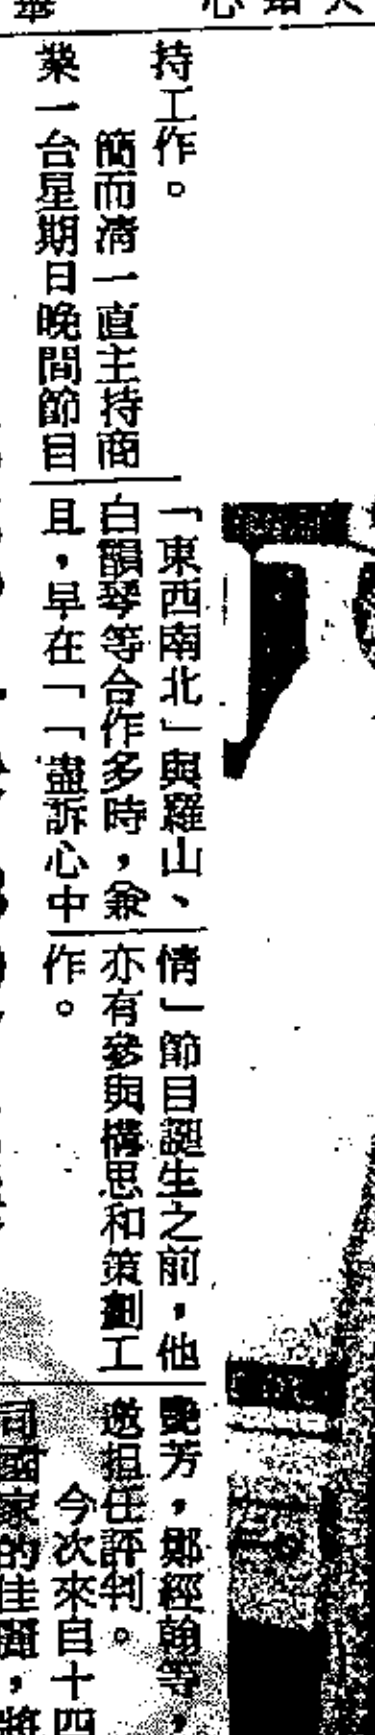 持工作。
簡而清一直主持商
業一台星期日晚間節目
「東西南北」與羅山、
白韻琴等合作多時，兼
且，早在「「盡訴心中
情」節目誕生之前，他
亦有參與構思和策劃工
作。
艷芳，鄭經翰等，
邀担任評判。
今次來自十四
同國家的佳麗，將